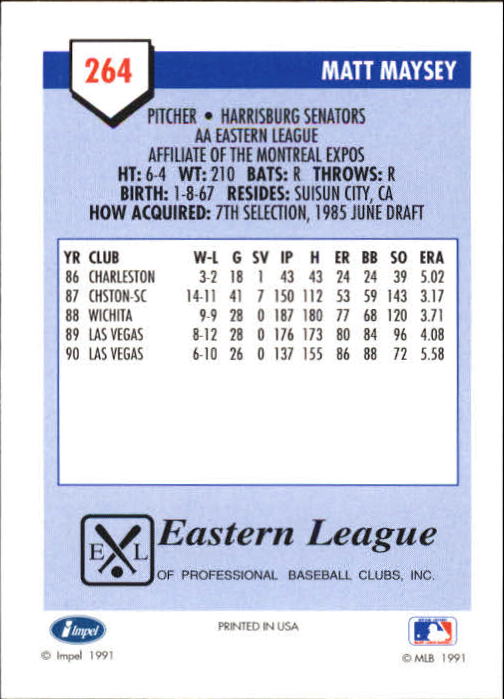 264
MATT MAYSEY
PITCHER • HARRISBURG SENATORS
AA EASTERN LEAGUE
AFFILIATE OF THE MONTREAL EXPOS
HT: 6-4 WT: 210 BATS: R THROWS: R
BIRTH: 1-8-67 RESIDES: SUISUN CITY, CA
HOW ACQUIRED: 7TH SELECTION, 1985 JUNE DRAFT
YR CLUB W-L G SV IP H ER BB SO ERA
86 CHARLESTON 3-2 18 1 43 43 24 24 39 5.02
87 CHSTON-SC 14-11 41 7 150 112 53 59 143 3.17
88 WICHITA 9-9 28 0 187 180 77 68 120 3.71
89 LAS VEGAS 8-12 28 0 176 173 80 84 96 4.08
90 LAS VEGAS 6-10 26 0 137 155 86 88 72 5.58
E L Eastern League
OF PROFESSIONAL BASEBALL CLUBS, INC.
Impel PRINTED IN USA
© Impel 1991 © MLB 1991